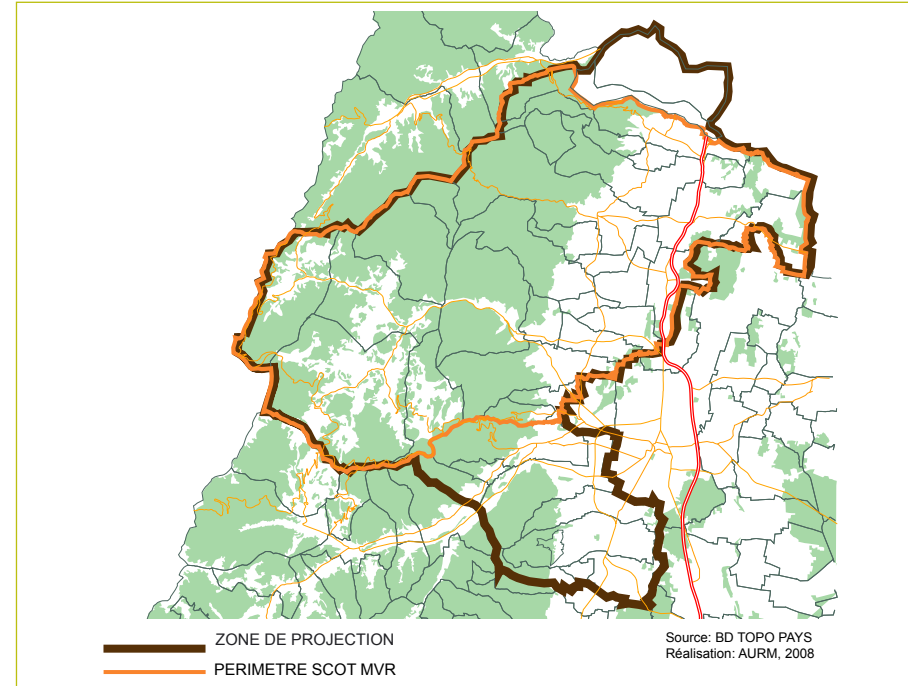 ZONE DE PROJECTION
PERIMETRE SCOT MVR
Source: BD TOPO PAYS
Réalisation: AURM, 2008